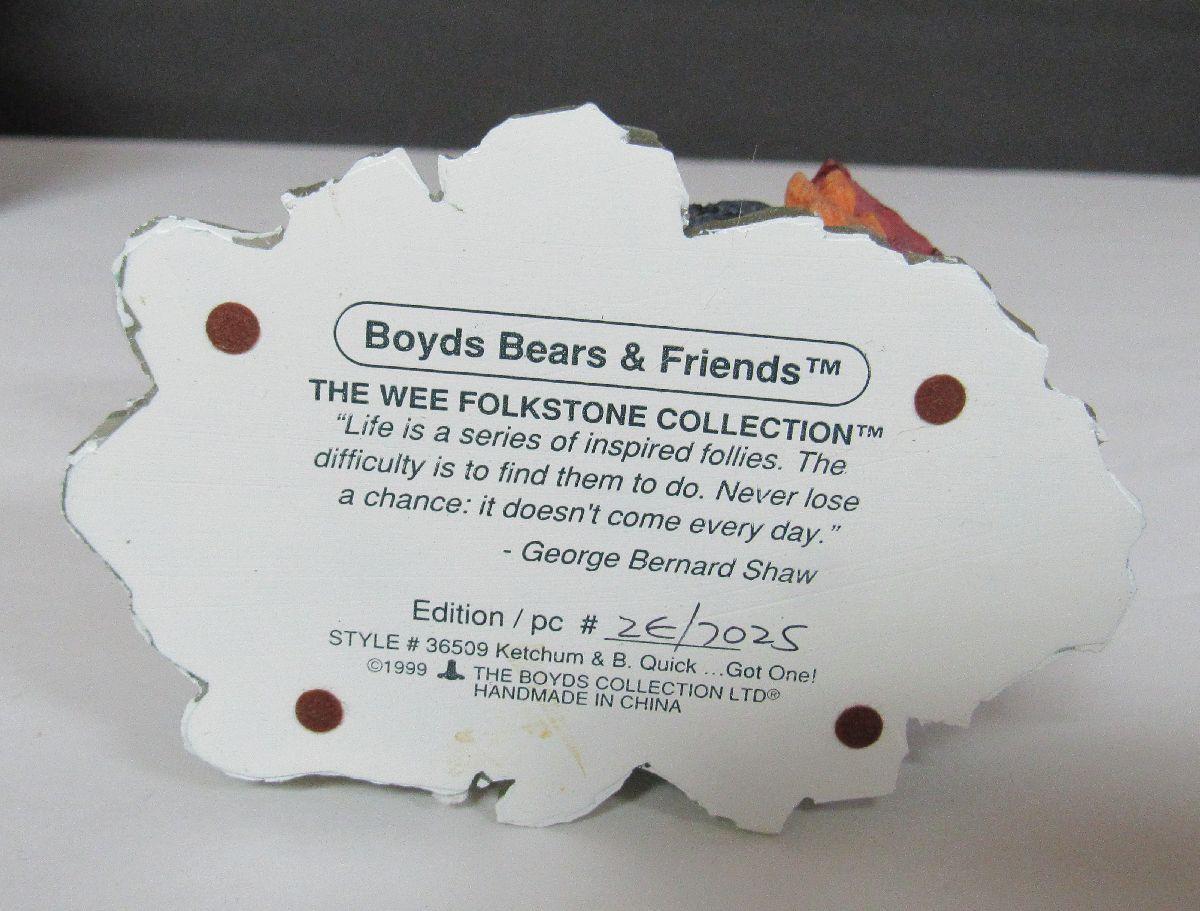 Boyds Bears & Friends™
THE WEE FOLKSTONE COLLECTION™
“Life is a series of inspired follies. The
difficulty is to find them to do. Never lose
a chance: it doesn't come every day.”
- George Bernard Shaw
Edition / pc # 2E/2025
STYLE # 36509 Ketchum & B. Quick ...Got One!
©1999 THE BOYDS COLLECTION LTD®
HANDMADE IN CHINA